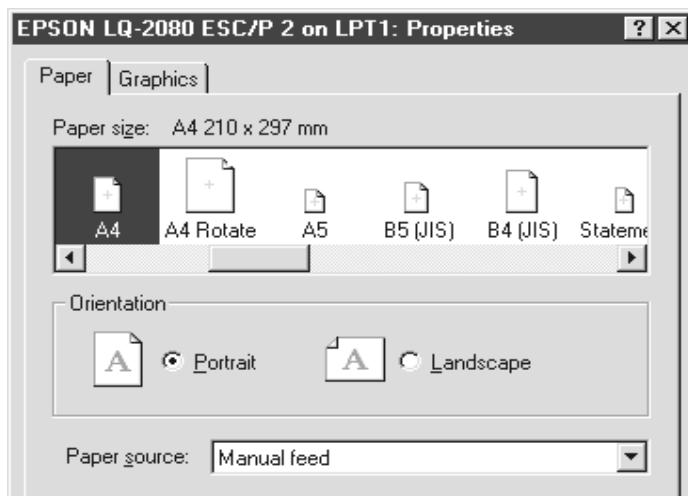 EPSON LQ-2080 ESC/P 2 on LPT1: Properties
Paper Graphics
Paper size: A4 210 x 297 mm
A4 A4 Rotate A5 B5 (JIS) B4 (JIS) Stateme
Orientation
A Portrait A Landscape
Paper source: Manual feed